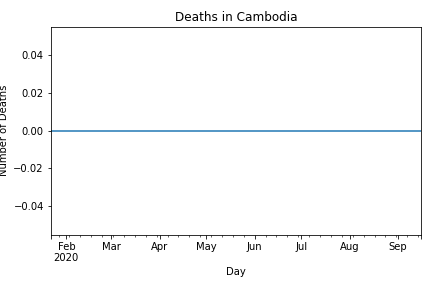 Deaths in Cambodia
Number of Deaths
0.04
0.02
0.00
−0.02
−0.04
Feb
2020
Mar
Apr
May
Jun
Jul
Aug
Sep
Day